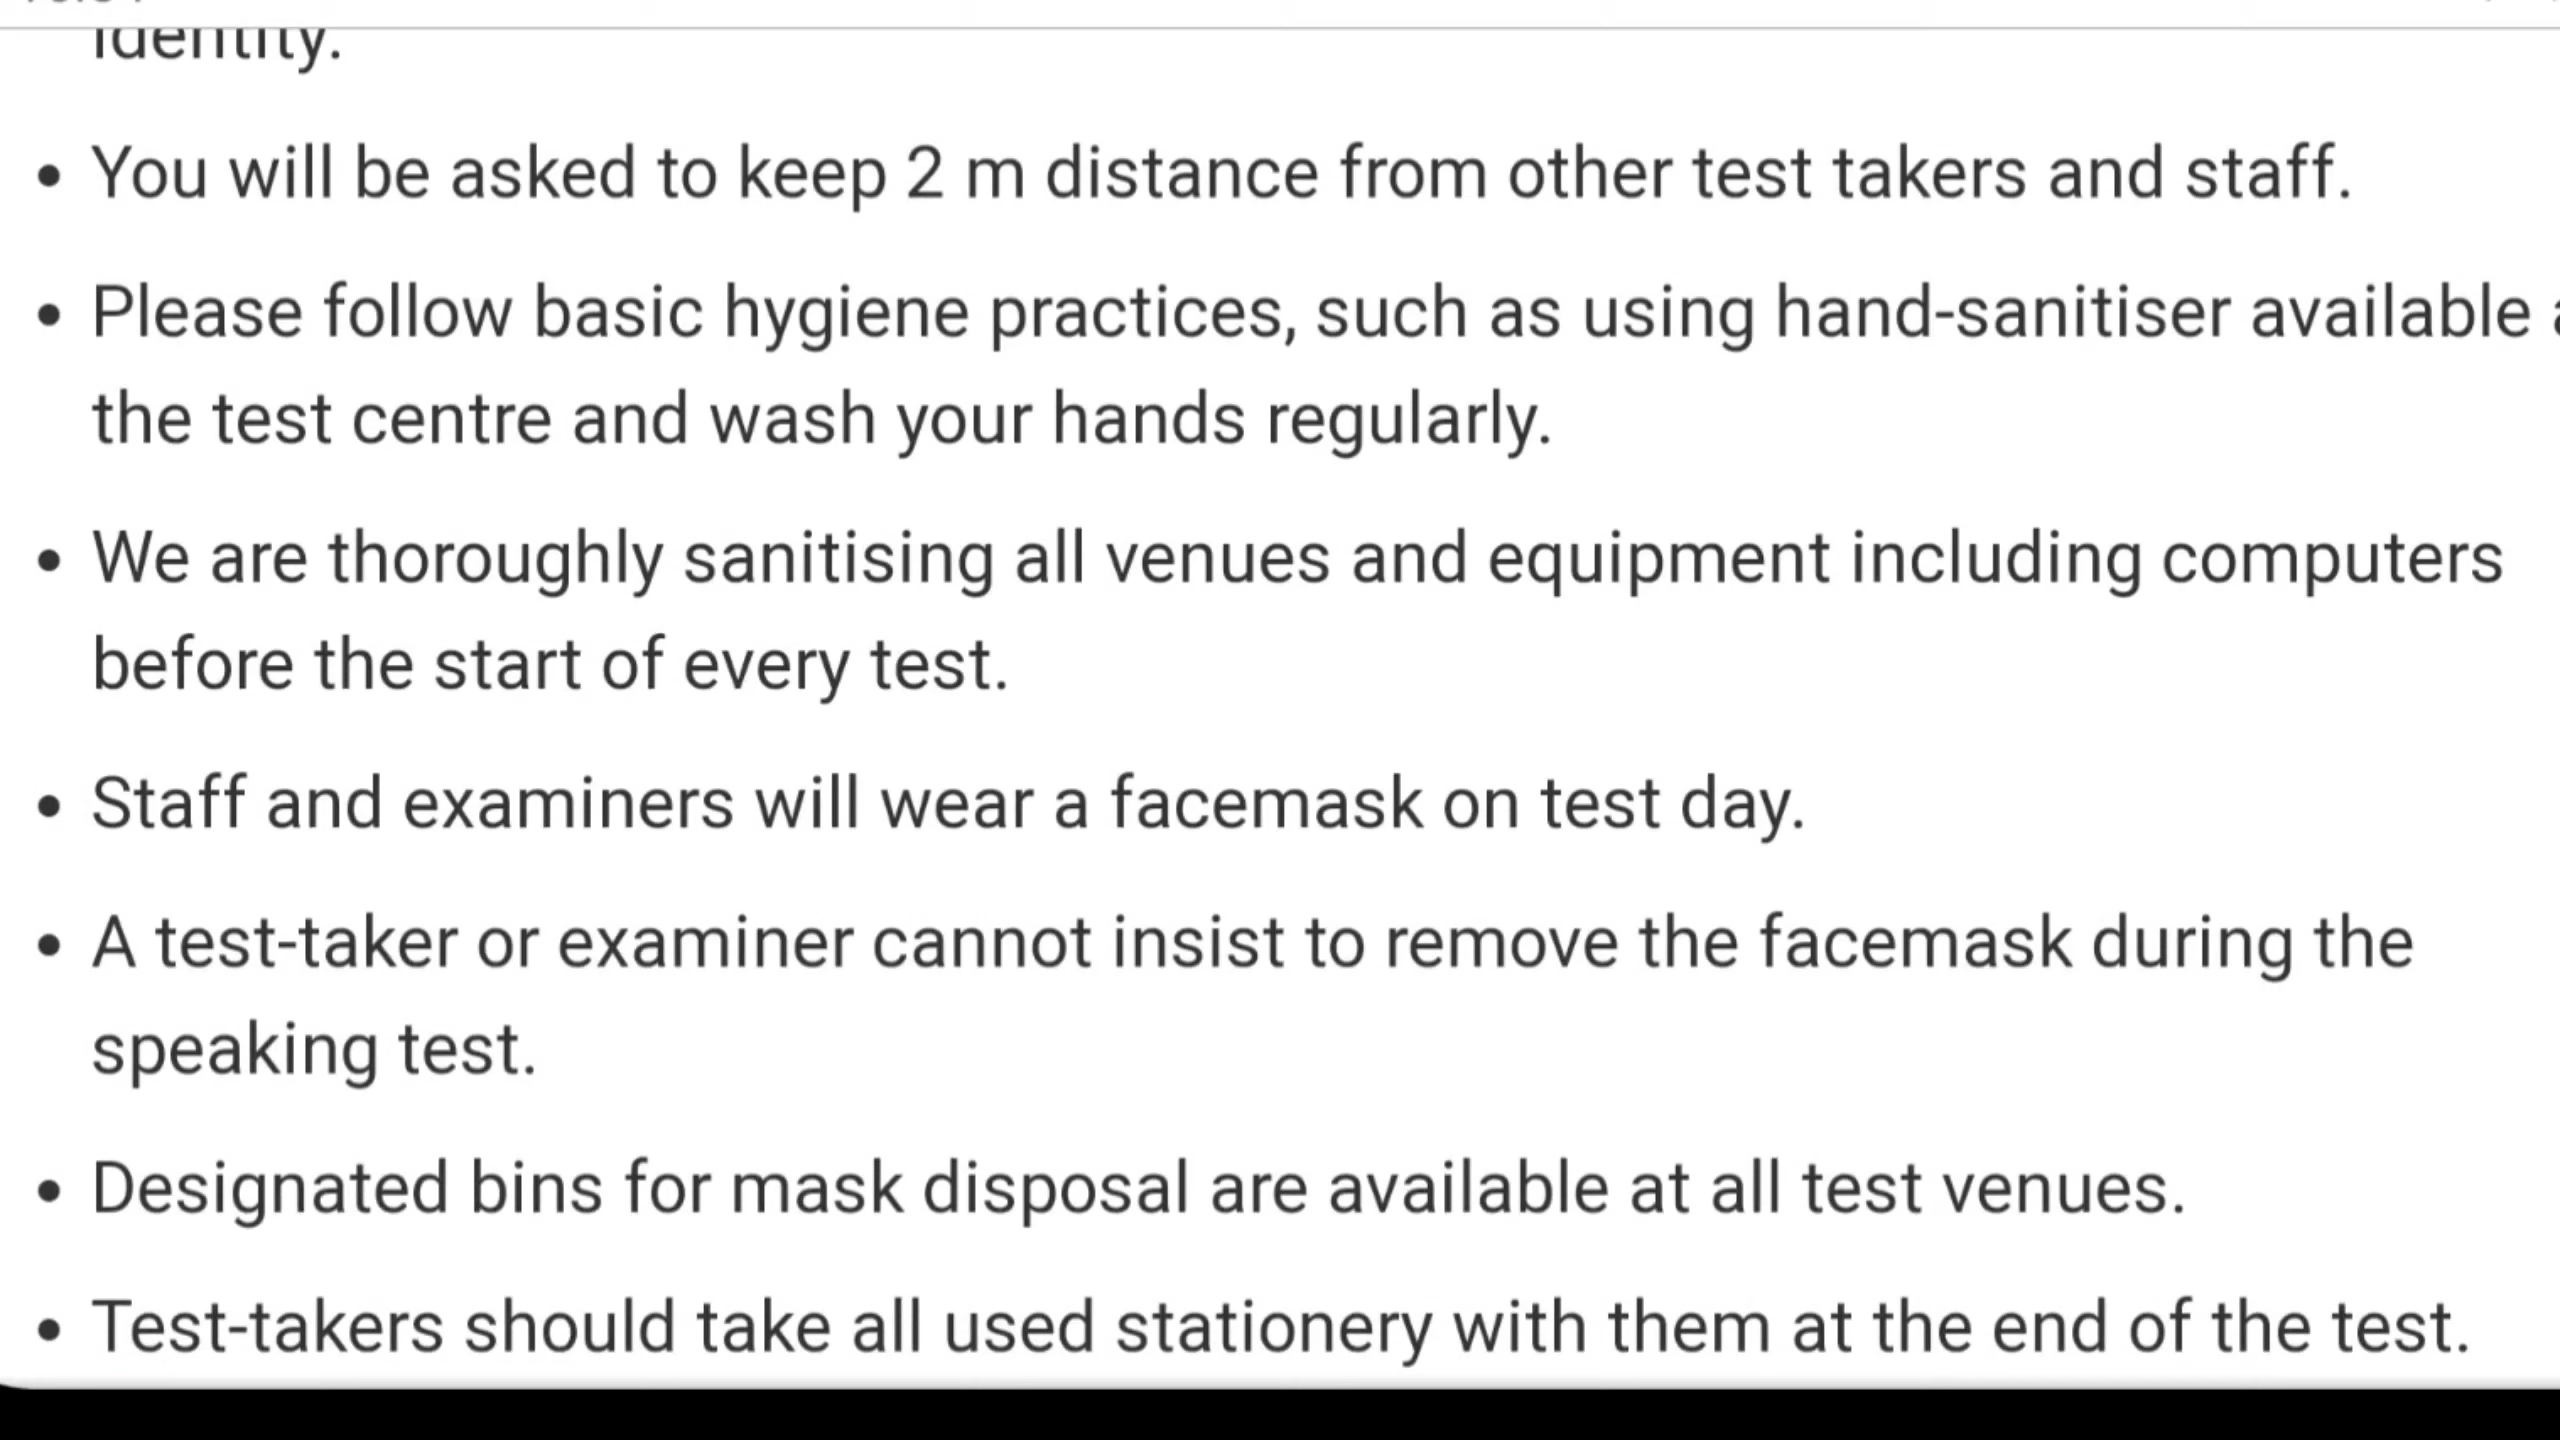 identity.
• You will be asked to keep 2 m distance from other test takers and staff.
• Please follow basic hygiene practices, such as using hand-sanitiser available
the test centre and wash your hands regularly.
• We are thoroughly sanitising all venues and equipment including computers
before the start of every test.
• Staff and examiners will wear a facemask on test day.
• A test-taker or examiner cannot insist to remove the facemask during the
speaking test.
• Designated bins for mask disposal are available at all test venues.
• Test-takers should take all used stationery with them at the end of the test.